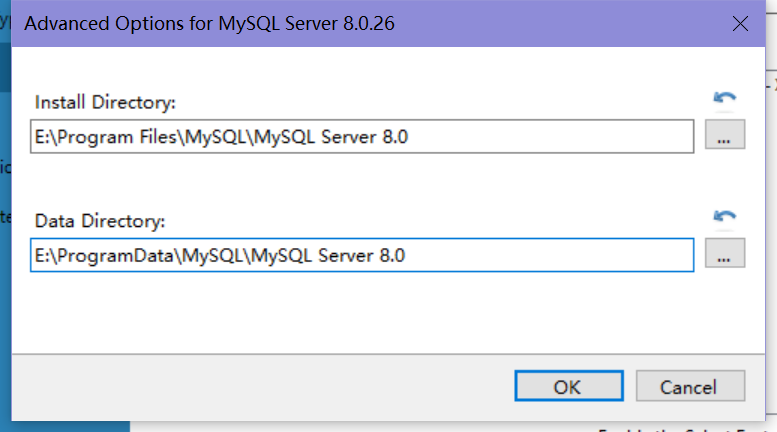 Advanced Options for MySQL Server 8.0.26
Install Directory:
E:\Program Files\MySQL\MySQL Server 8.0
...
Data Directory:
E:\ProgramData\MySQL\MySQL Server 8.0
...
OK
Cancel